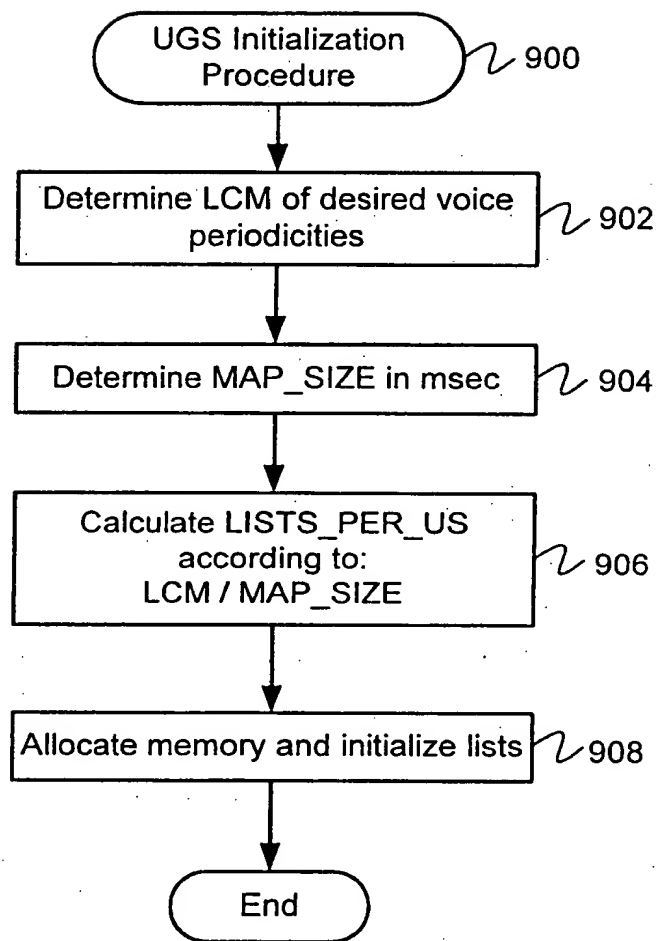 UGS Initialization
Procedure
900
Determine LCM of desired voice
periodicities
902
Determine MAP_SIZE in msec
904
Calculate LISTS_PER_US
according to:
LCM / MAP_SIZE
906
Allocate memory and initialize lists
908
End